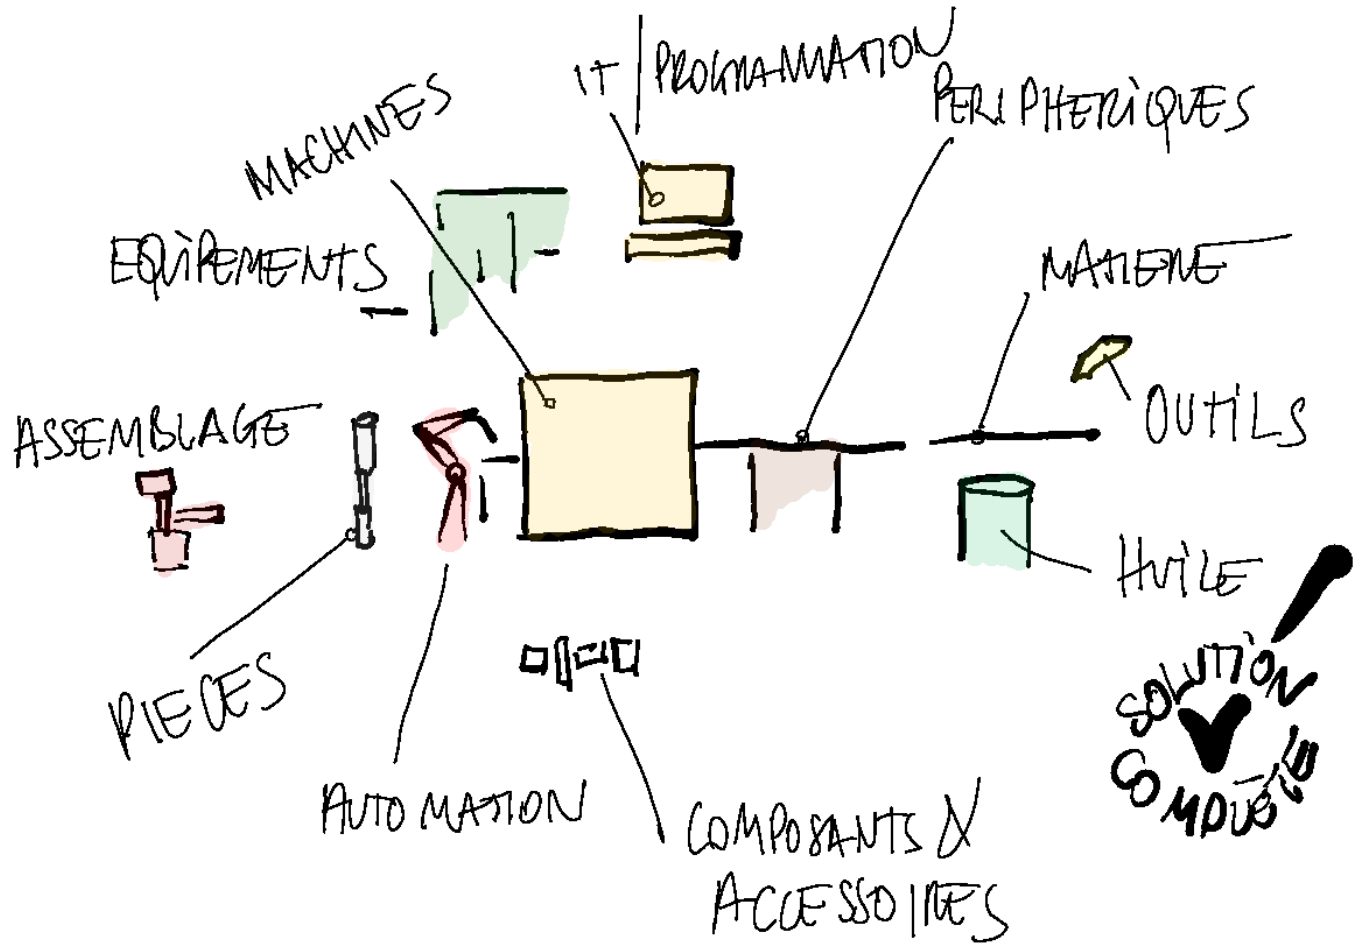 IT | PROGRAMMATION
PERIPHERIQUES
MACHINES
EQUIPEMENTS
MATIERE
OUTILS
ASSEMBLAGE
HUILE
PIECES
AUTOMATION
COMPOSANTS &
ACCESSOIRES
SOLUTION
COMPLÈTE